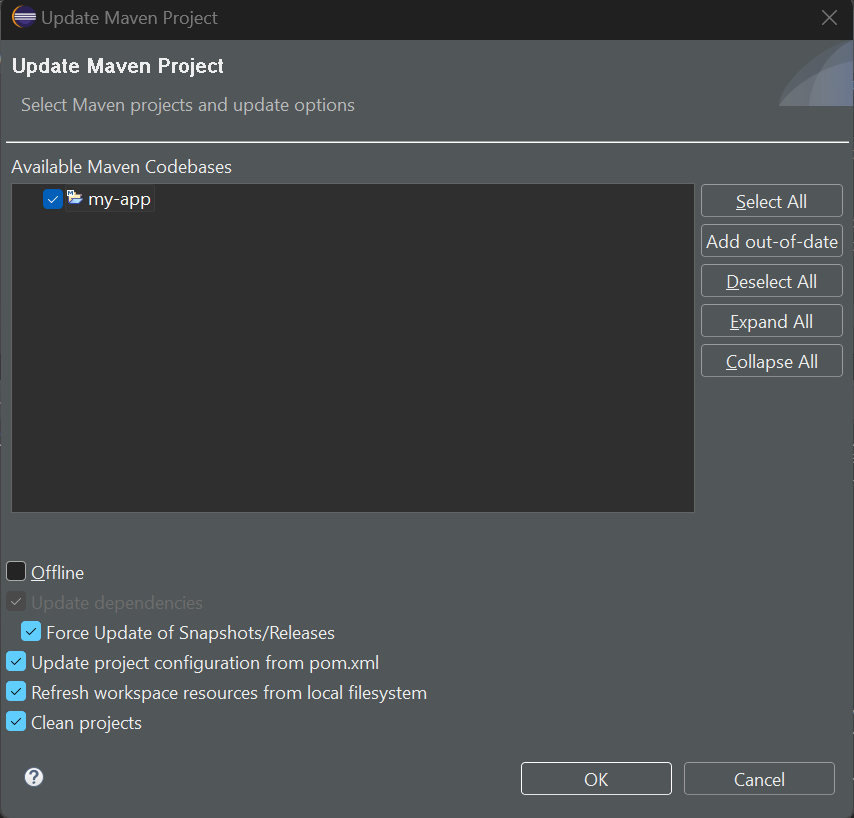 Update Maven Project
Update Maven Project
Select Maven projects and update options
Available Maven Codebases
my-app
Select All
Add out-of-date
Deselect All
Expand All
Collapse All
Offline
Update dependencies
Force Update of Snapshots/Releases
Update project configuration from pom.xml
Refresh workspace resources from local filesystem
Clean projects
?
OK Cancel